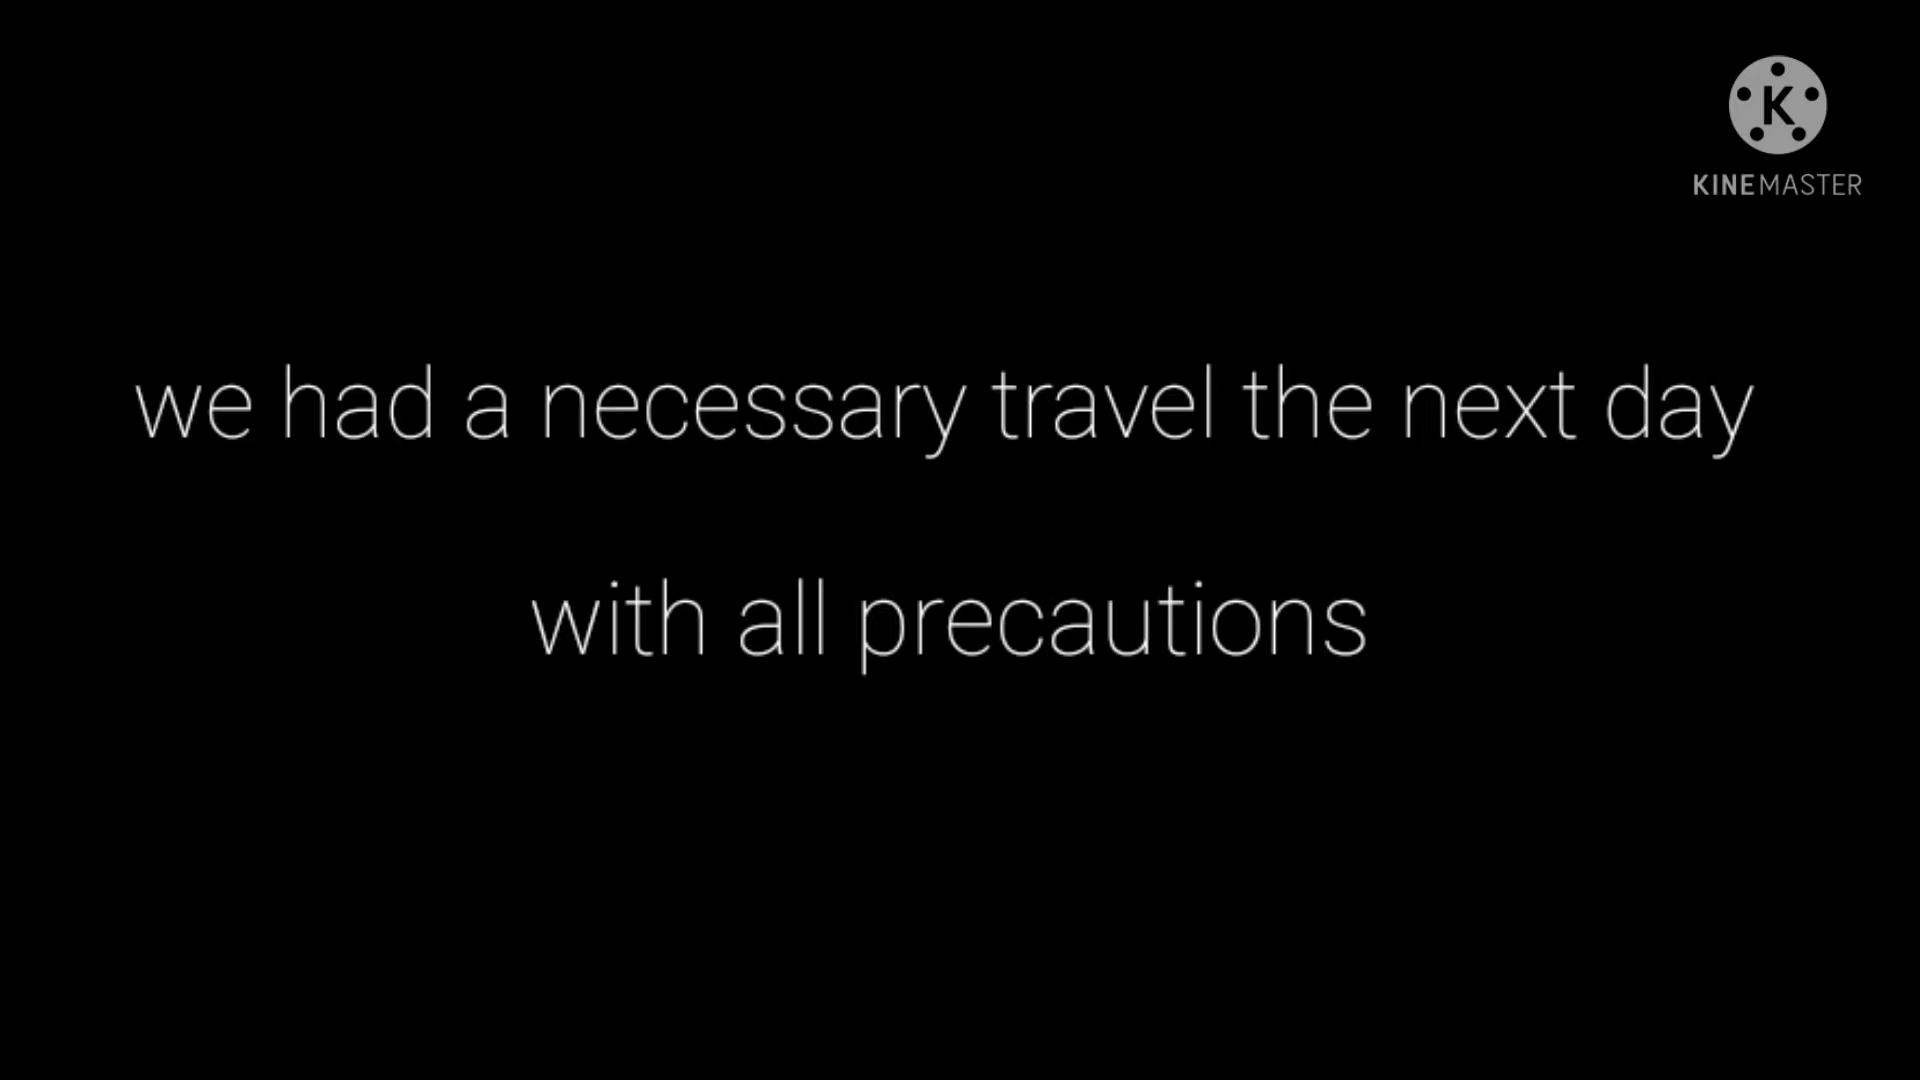 K
KINEMASTER
we had a necessary travel the next day
with all precautions